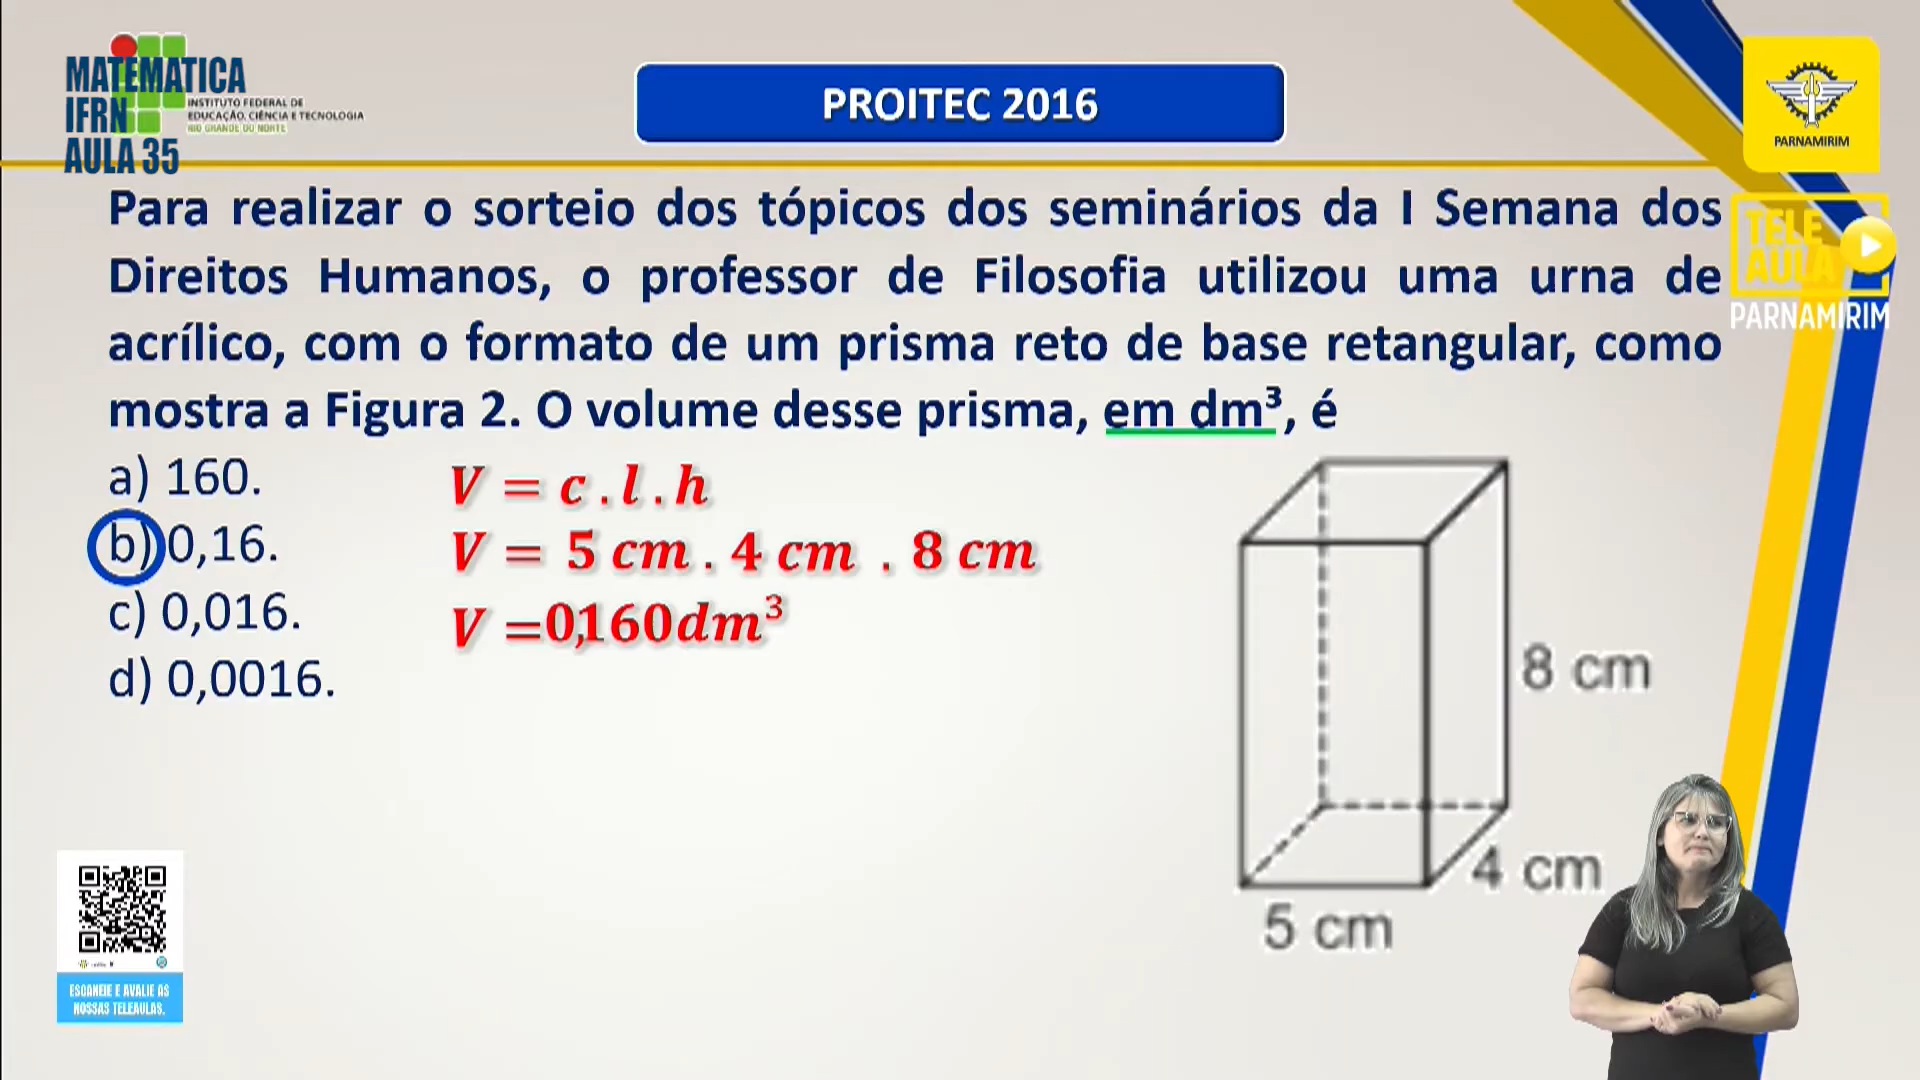 MATEMATICA
IFRN
AULA 35
INSTITUTO FEDERAL DE
EDUCAÇÃO, CIÊNCIA E TECNOLOGIA
RIO GRANDE DO NORTE
PROITEC 2016
PARNAMIRIM
TELE
AULA
PARNAMIRIM
Para realizar o sorteio dos tópicos dos seminários da I Semana dos
Direitos Humanos, o professor de Filosofia utilizou uma urna de
acrílico, com o formato de um prisma reto de base retangular, como
mostra a Figura 2. O volume desse prisma, em dm³, é
a) 160.
b) 0,16.
c) 0,016.
d) 0,0016.
V = c . l . h
V = 5 cm . 4 cm . 8 cm
V = 0,160 dm³
8 cm
4 cm
5 cm
ESCANEIE E AVALIE AS
NOSSAS TELEAULAS.